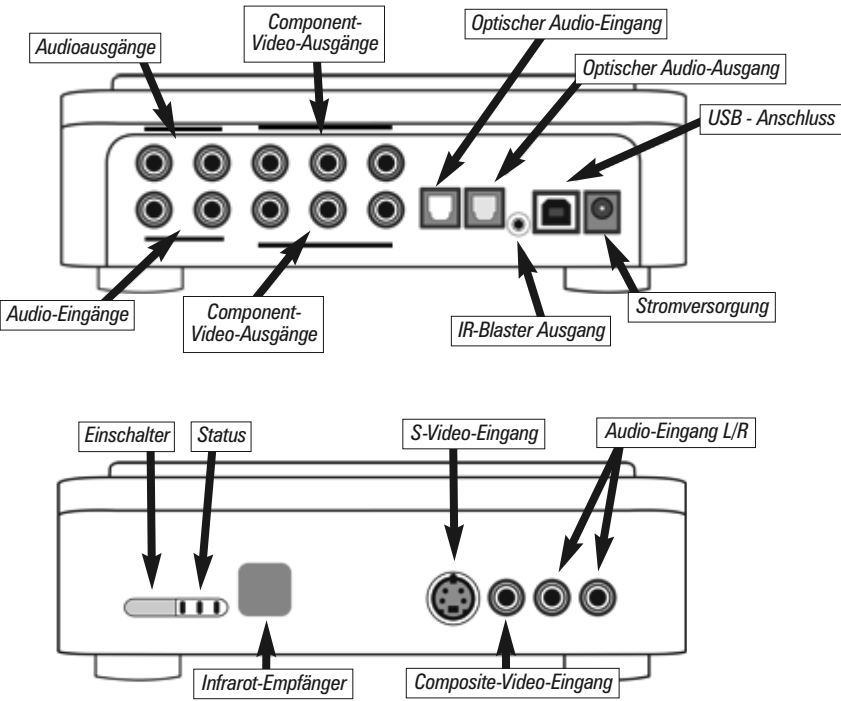 Component-
Video-Ausgänge
Optischer Audio-Eingang
Audioausgänge
Optischer Audio-Ausgang
USB - Anschluss
Audio-Eingänge
Component-
Video-Ausgänge
IR-Blaster Ausgang
Stromversorgung
Einschalter
Status
S-Video-Eingang
Audio-Eingang L/R
Infrarot-Empfänger
Composite-Video-Eingang